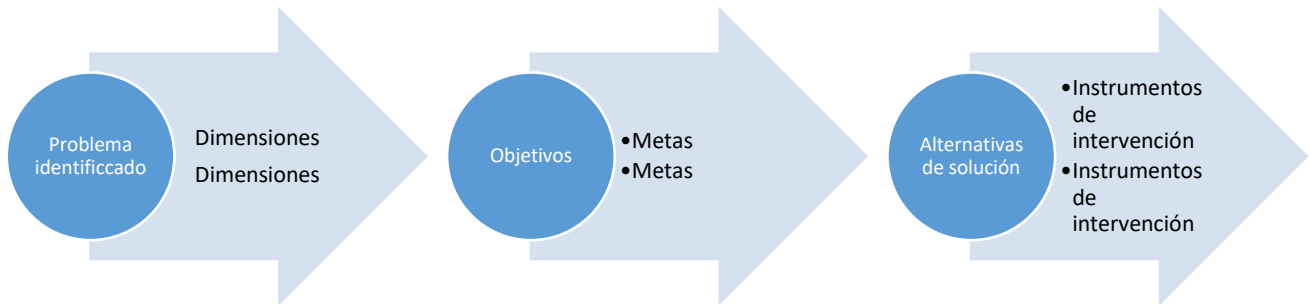 Problema
identificcado
Dimensiones
Dimensiones
Objetivos
•Metas
•Metas
Alternativas
de solución
•Instrumentos
de
intervención
•Instrumentos
de
intervención